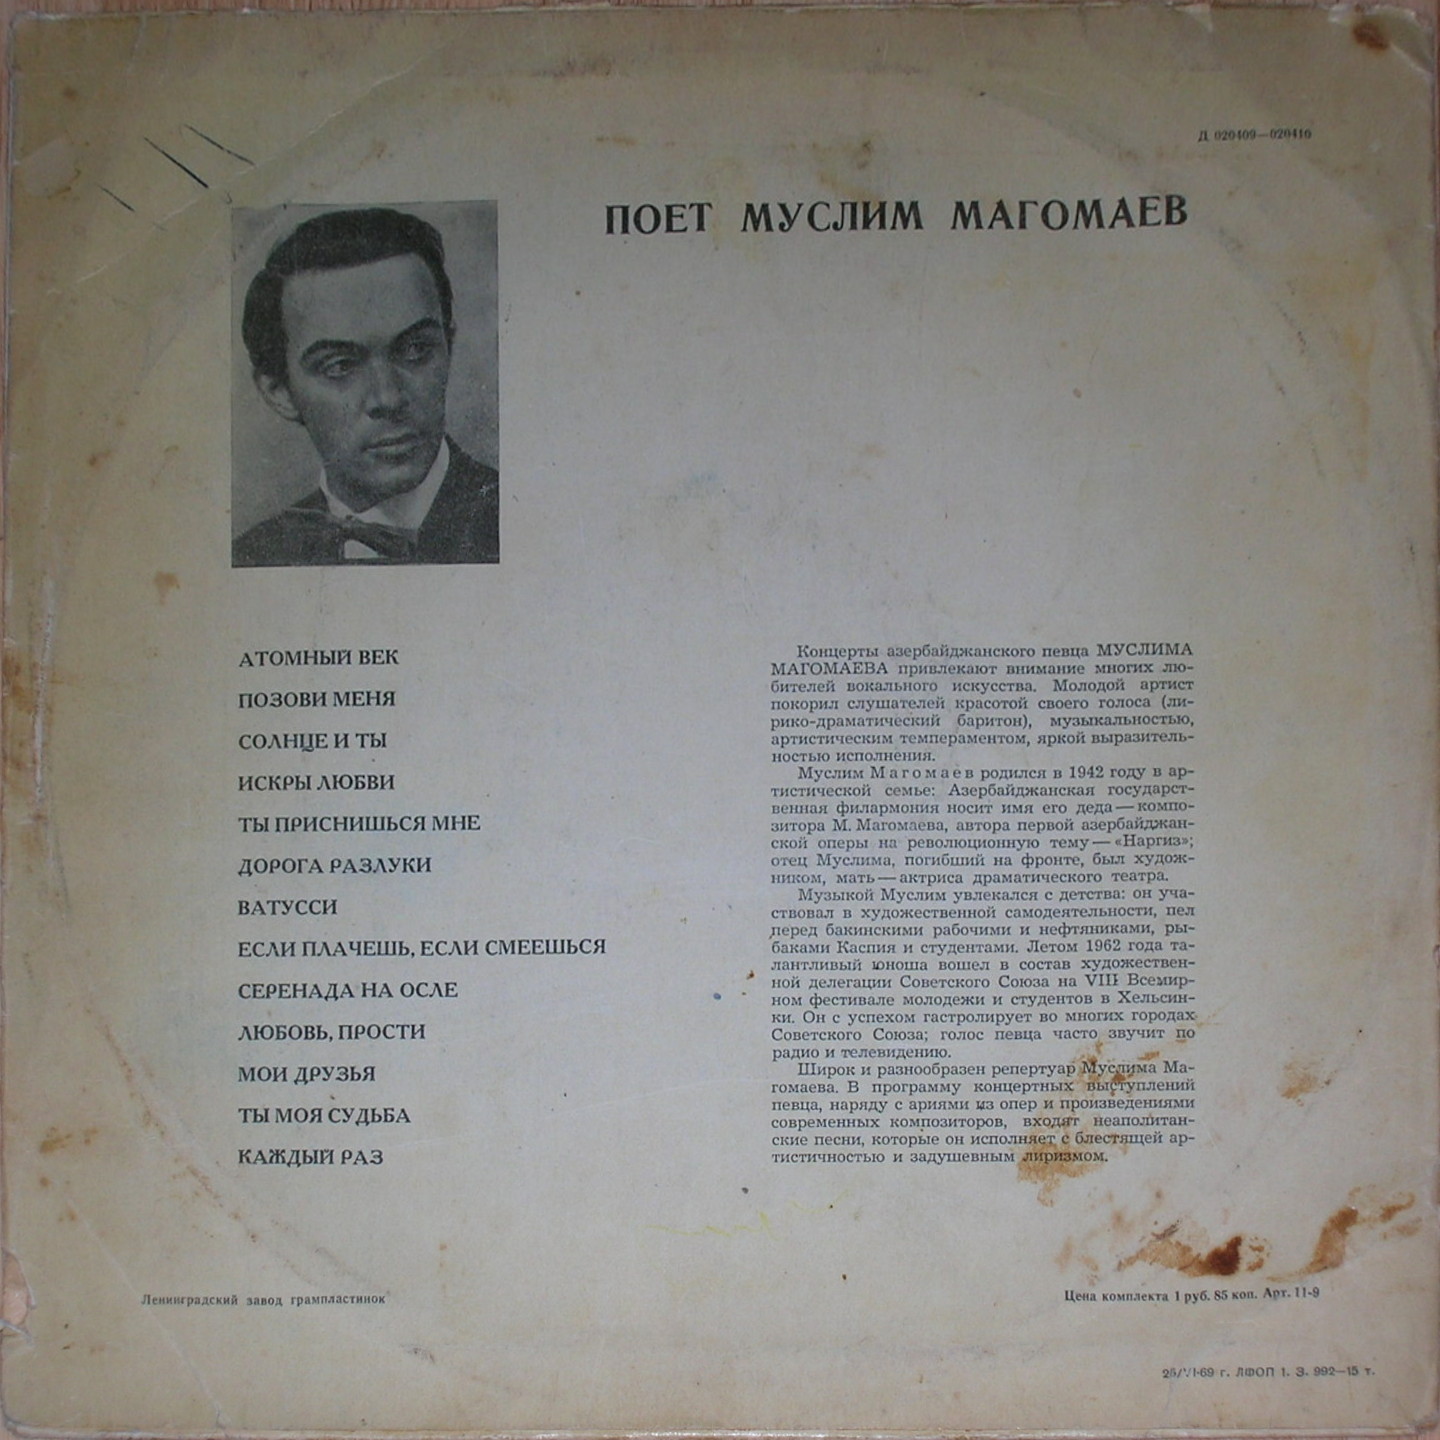 Д 020409—020410
ПОЕТ МУСЛИМ МАГОМАЕВ
АТОМНЫЙ ВЕК
ПОЗОВИ МЕНЯ
СОЛНЦЕ И ТЫ
ИСКРЫ ЛЮБВИ
ТЫ ПРИСНИШЬСЯ МНЕ
ДОРОГА РАЗЛУКИ
ВАТУССИ
ЕСЛИ ПЛАЧЕШЬ, ЕСЛИ СМЕЕШЬСЯ
СЕРЕНАДА НА ОСЛЕ
ЛЮБОВЬ, ПРОСТИ
МОИ ДРУЗЬЯ
ТЫ МОЯ СУДЬБА
КАЖДЫЙ РАЗ
Концерты азербайджанского певца МУСЛИМА
МАГОМАЕВА привлекают внимание многих лю-
бителей вокального искусства. Молодой артист
покорил слушателей красотой своего голоса (ли-
рико-драматический баритон), музыкальностью,
артистическим темпераментом, яркой выразитель-
ностью исполнения.
Муслим Магомаев родился в 1942 году в ар-
тистической семье: Азербайджанская государст-
венная филармония носит имя его деда — компо-
зитора М. Магомаева, автора первой азербайджан-
ской оперы на революционную тему — «Наргиз»;
отец Муслима, погибший на фронте, был худож-
ником, мать — актриса драматического театра.
Музыкой Муслим увлекался с детства: он уча-
ствовал в художественной самодеятельности, пел
перед бакинскими рабочими и нефтяниками, ры-
баками Каспия и студентами. Летом 1962 года та-
лантливый юноша вошел в состав художествен-
ной делегации Советского Союза на VIII Всемир-
ном фестивале молодежи и студентов в Хельсин-
ки. Он с успехом гастролирует во многих городах
Советского Союза; голос певца часто звучит по
радио и телевидению.
Широк и разнообразен репертуар Муслима Ма-
гомаева. В программу концертных выступлений
певца, наряду с ариями из опер и произведениями
современных композиторов, входят неаполитан-
ские песни, которые он исполняет с блестящей ар-
тистичностью и задушевным лиризмом.
Ленинградский завод грампластинок
Цена комплекта 1 руб. 85 коп. Арт. 11-9
г. ЛФОП 1. З. 992—15 т.